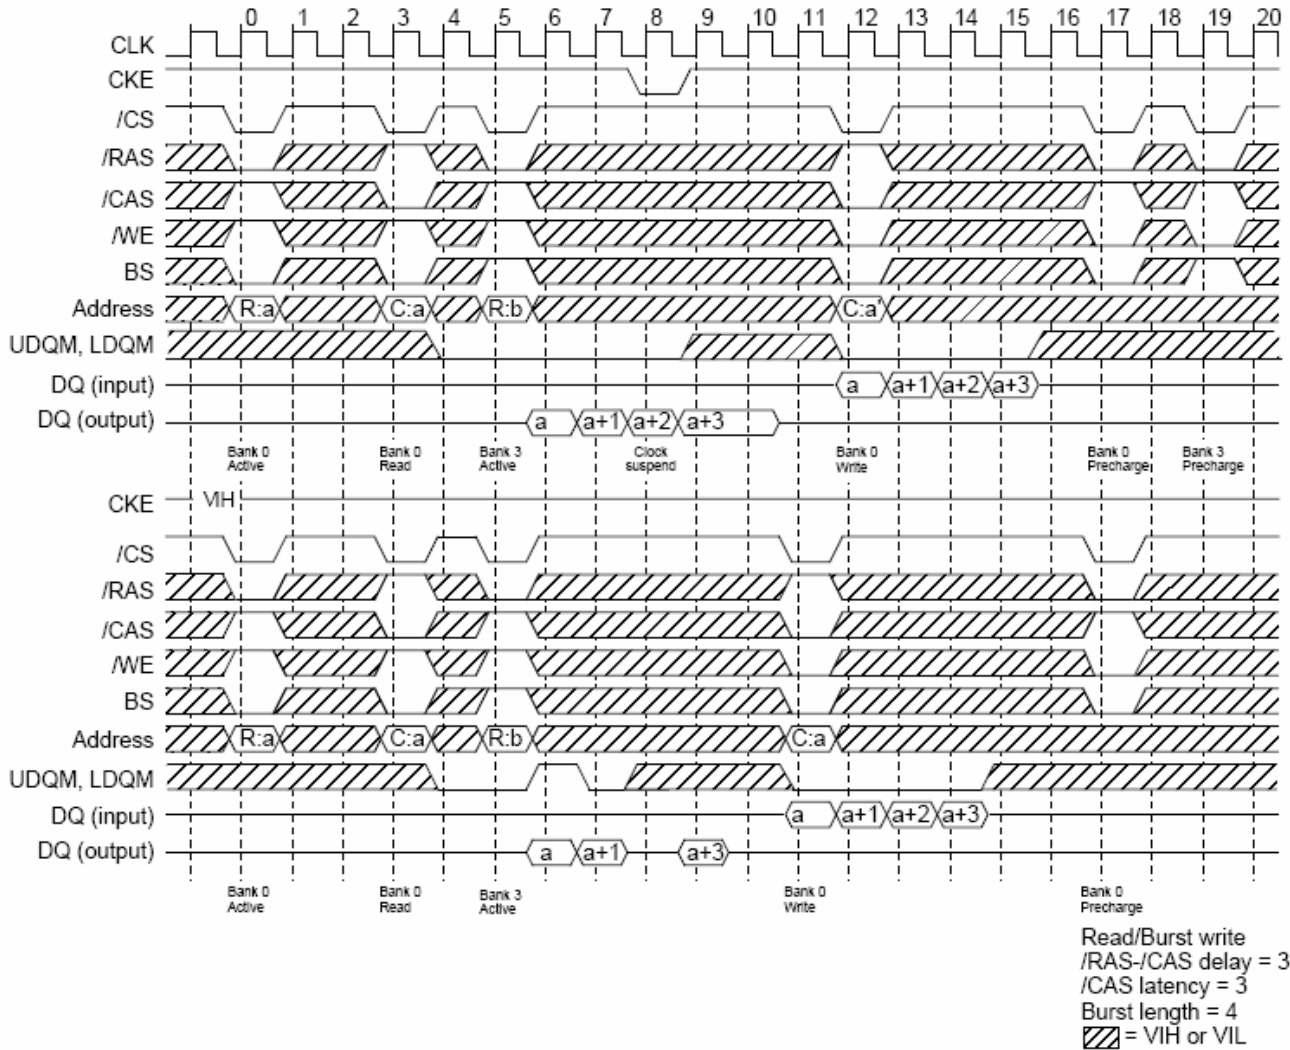 0 1 2 3 4 5 6 7 8 9 10 11 12 13 14 15 16 17 18 19 20
CLK
CKE
/CS
/RAS
/CAS
/WE
BS
Address R:a C:a R:b C:a'
UDQM, LDQM
DQ (input) a a+1 a+2 a+3
DQ (output) a a+1 a+2 a+3
Bank 0 Active
Bank 0 Read
Bank 3 Active
Clock suspend
Bank 0 Write
Bank 0 Precharge
Bank 3 Precharge
CKE VIH
/CS
/RAS
/CAS
/WE
BS
Address R:a C:a R:b C:a
UDQM, LDQM
DQ (input) a a+1 a+2 a+3
DQ (output) a a+1 a+3
Bank 0 Active
Bank 0 Read
Bank 3 Active
Bank 0 Write
Bank 0 Precharge
Read/Burst write
/RAS-/CAS delay = 3
/CAS latency = 3
Burst length = 4
= VIH or VIL